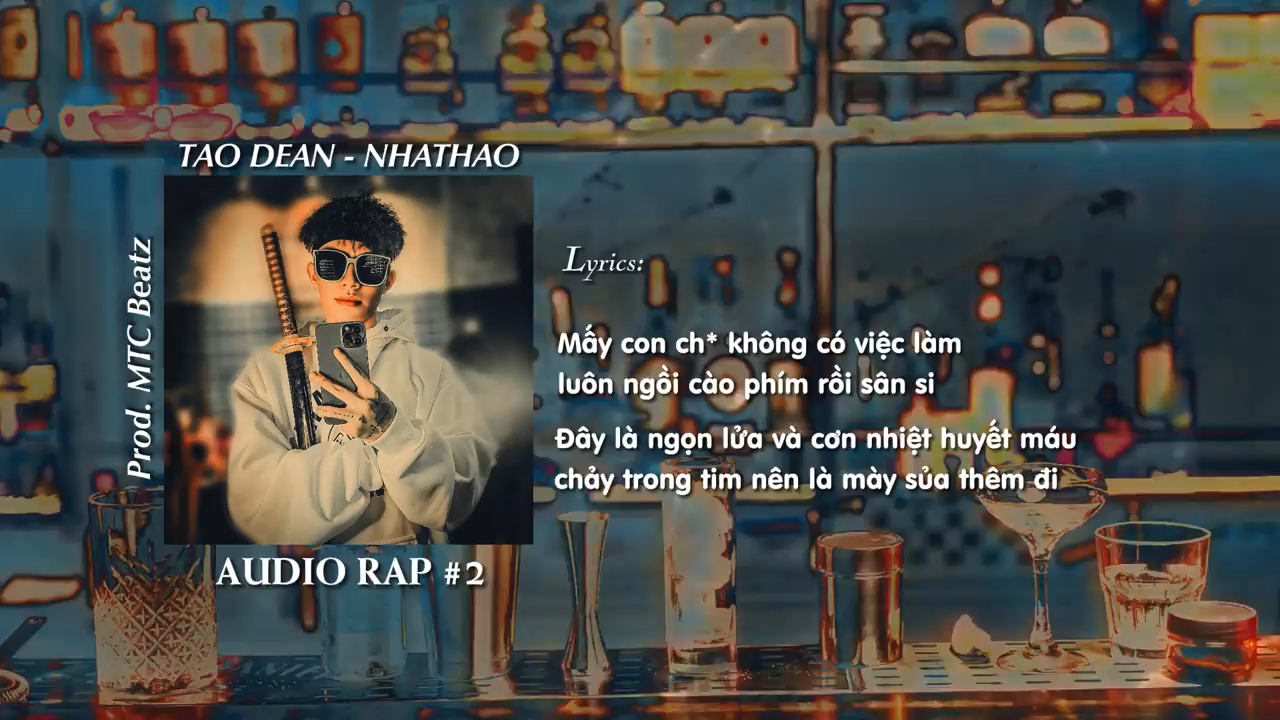 TAO DEAN - NHATHAO
Prod. MTC Beatz
AUDIO RAP #2
Lyrics:
Mấy con ch* không có việc làm
luôn ngồi cào phím rồi sân si
Đây là ngọn lửa và cơn nhiệt huyết máu
chảy trong tim nên là mày sủa thêm đi